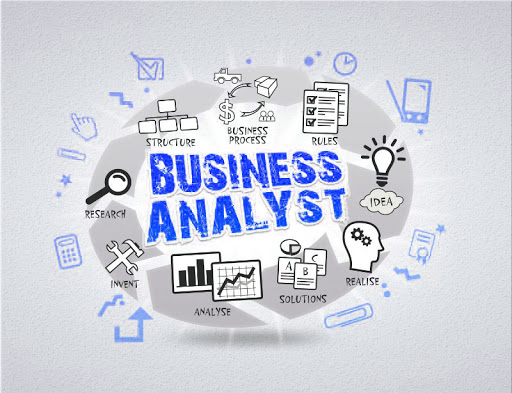 STRUCTURE
BUSINESS
PROCESS
RULES
BUSINESS
ANALYST
IDEA
RESEARCH
REALISE
INVENT
A
B
C
SOLUTIONS
ANALYSE
$